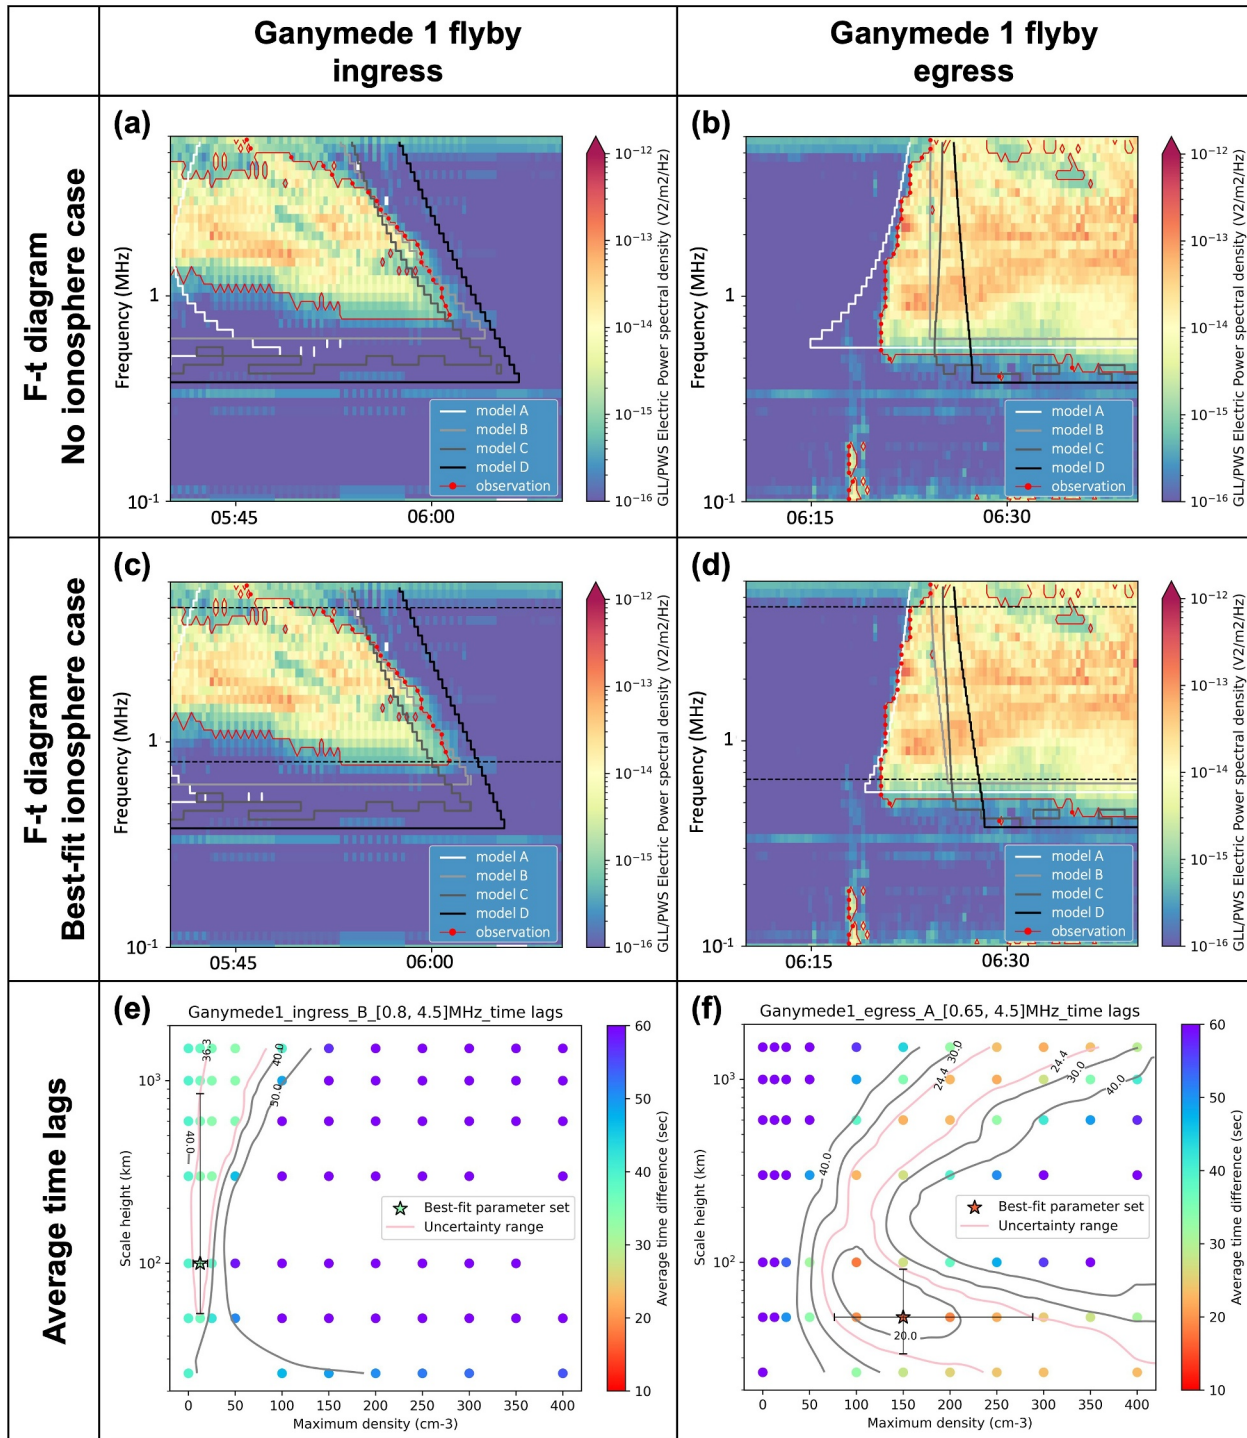 Ganymede 1 flyby
ingress
Ganymede 1 flyby
egress
F-t diagram
No ionosphere case
(a)
Frequency (MHz)
1
10-1
05:45
06:00
model A
model B
model C
model D
observation
10-12
10-13
10-14
10-15
10-16
GLL/PWS Electric Power spectral density (V2/m2/Hz)
(b)
Frequency (MHz)
1
10-1
06:15
06:30
model A
model B
model C
model D
observation
10-12
10-13
10-14
10-15
10-16
GLL/PWS Electric Power spectral density (V2/m2/Hz)
F-t diagram
Best-fit ionosphere case
(c)
Frequency (MHz)
1
10-1
05:45
06:00
model A
model B
model C
model D
observation
10-12
10-13
10-14
10-15
10-16
GLL/PWS Electric Power spectral density (V2/m2/Hz)
(d)
Frequency (MHz)
1
10-1
06:15
06:30
model A
model B
model C
model D
observation
10-12
10-13
10-14
10-15
10-16
GLL/PWS Electric Power spectral density (V2/m2/Hz)
Average time lags
(e)
Ganymede1_ingress_B_[0.8, 4.5]MHz_time lags
Scale height (km)
103
102
36.3
40.0
40.0
50.0
Best-fit parameter set
Uncertainty range
0 50 100 150 200 250 300 350 400
Maximum density (cm-3)
60
50
40
30
20
10
Average time difference (sec)
(f)
Ganymede1_egress_A_[0.65, 4.5]MHz_time lags
Scale height (km)
103
102
40.0
30.0
24.4
24.4
30.0
40.0
20.0
Best-fit parameter set
Uncertainty range
0 50 100 150 200 250 300 350 400
Maximum density (cm-3)
60
50
40
30
20
10
Average time difference (sec)